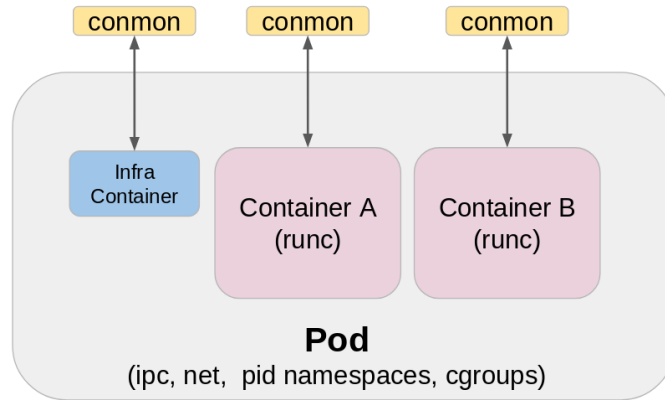 conmon
conmon
conmon
Infra
Container
Container A
(runc)
Container B
(runc)
Pod
(ipc, net, pid namespaces, cgroups)